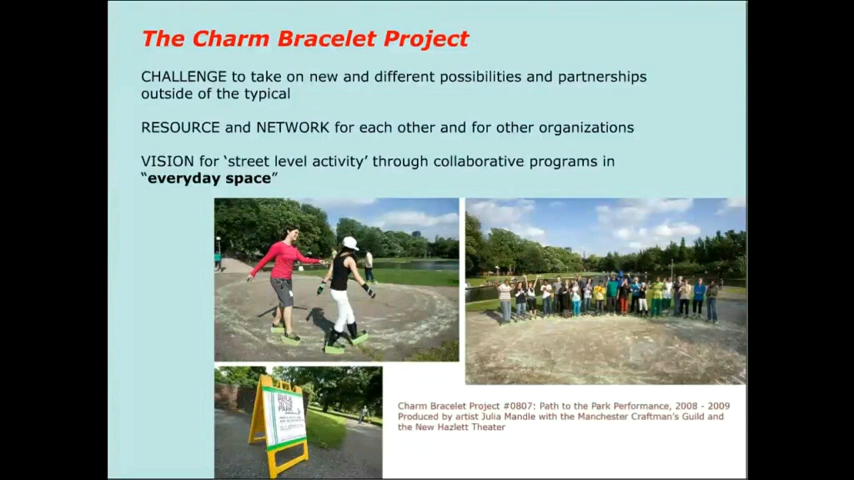 The Charm Bracelet Project
CHALLENGE to take on new and different possibilities and partnerships
outside of the typical
RESOURCE and NETWORK for each other and for other organizations
VISION for ‘street level activity’ through collaborative programs in
“everyday space”
PARK
Charm Bracelet Project #0807: Path to the Park Performance, 2008 - 2009
Produced by artist Julia Mandle with the Manchester Craftman's Guild and
the New Hazlett Theater